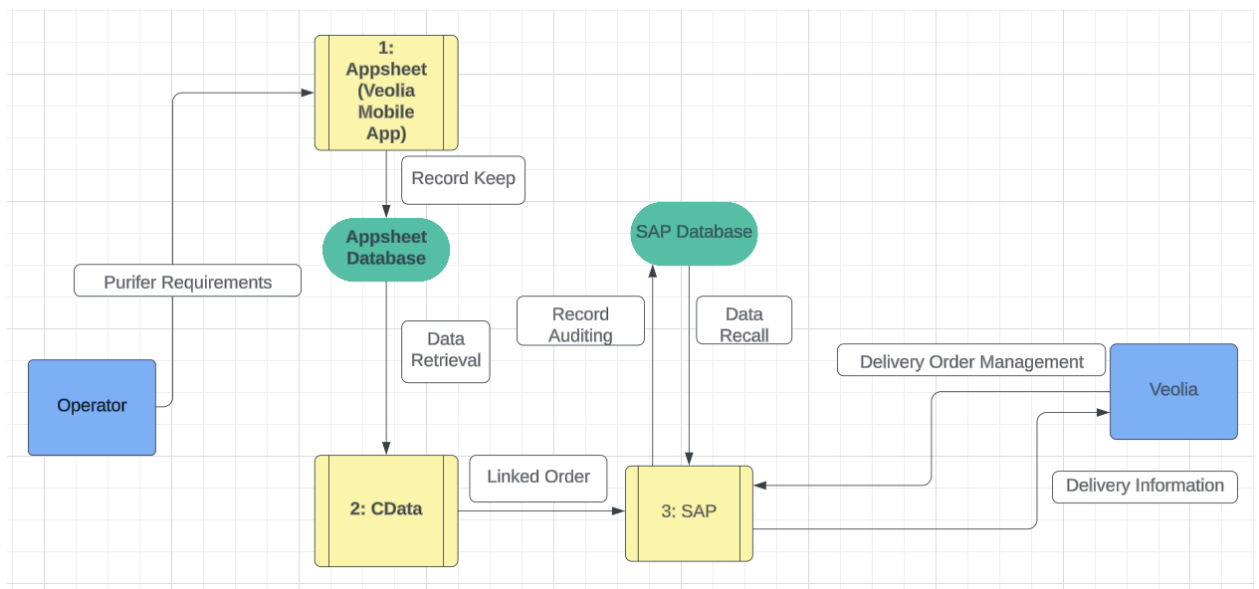 1:
Appsheet
(Veolia
Mobile
App)
Record Keep
Appsheet
Database
SAP Database
Purifer Requirements
Record
Auditing
Data
Recall
Data
Retrieval
Delivery Order Management
Operator
Veolia
Linked Order
Delivery Information
2: CData
3: SAP